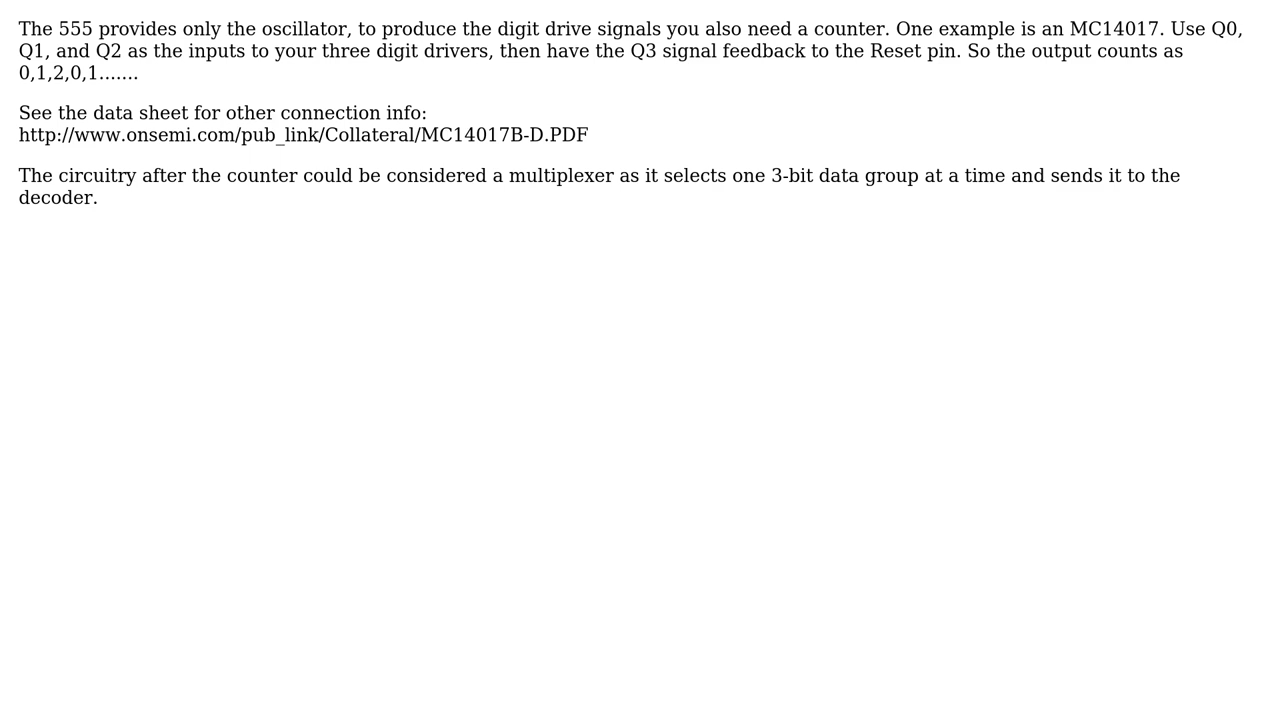 The 555 provides only the oscillator, to produce the digit drive signals you also need a counter. One example is an MC14017. Use Q0,
Q1, and Q2 as the inputs to your three digit drivers, then have the Q3 signal feedback to the Reset pin. So the output counts as
0,1,2,0,1.......
See the data sheet for other connection info:
http://www.onsemi.com/pub_link/Collateral/MC14017B-D.PDF
The circuitry after the counter could be considered a multiplexer as it selects one 3-bit data group at a time and sends it to the
decoder.